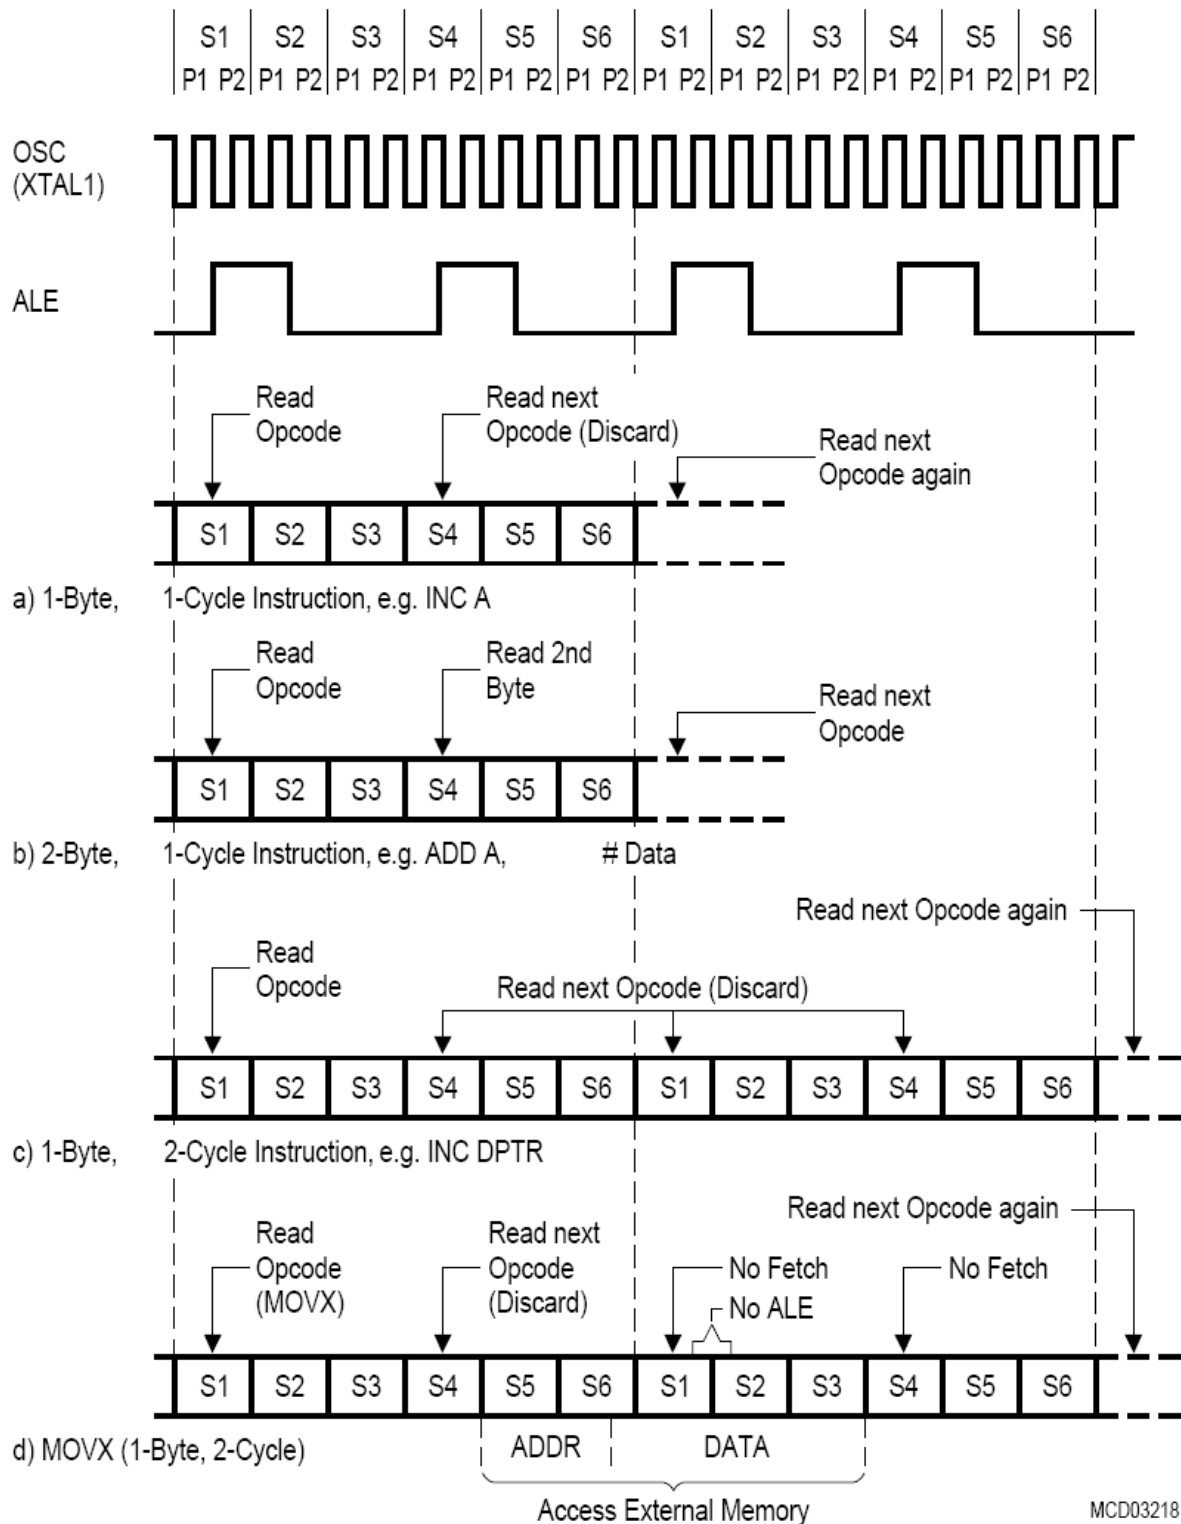 S1 S2 S3 S4 S5 S6 S1 S2 S3 S4 S5 S6
P1 P2 P1 P2 P1 P2 P1 P2 P1 P2 P1 P2 P1 P2 P1 P2 P1 P2 P1 P2 P1 P2 P1 P2
OSC
(XTAL1)
ALE
Read
Opcode
Read next
Opcode (Discard)
Read next
Opcode again
S1 S2 S3 S4 S5 S6
a) 1-Byte, 1-Cycle Instruction, e.g. INC A
Read
Opcode
Read 2nd
Byte
Read next
Opcode
S1 S2 S3 S4 S5 S6
b) 2-Byte, 1-Cycle Instruction, e.g. ADD A, # Data
Read next Opcode again
Read
Opcode
Read next Opcode (Discard)
S1 S2 S3 S4 S5 S6 S1 S2 S3 S4 S5 S6
c) 1-Byte, 2-Cycle Instruction, e.g. INC DPTR
Read next Opcode again
Read
Opcode
(MOVX)
Read next
Opcode
(Discard)
No Fetch
No ALE
No Fetch
S1 S2 S3 S4 S5 S6 S1 S2 S3 S4 S5 S6
d) MOVX (1-Byte, 2-Cycle)
ADDR DATA
Access External Memory
MCD03218